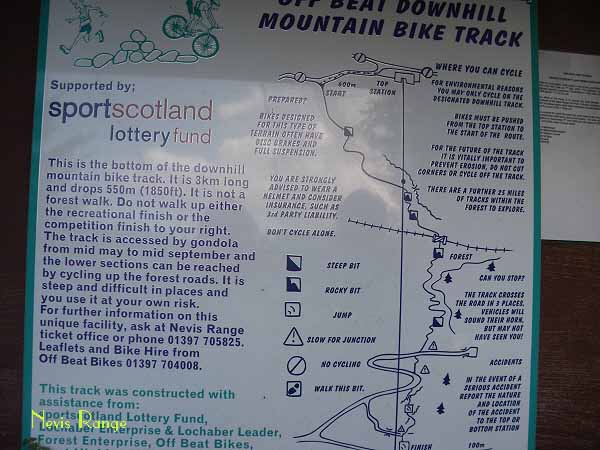 OFF BEAT DOWNHILL
MOUNTAIN BIKE TRACK
Supported by;
sportscotland
lottery fund
This is the bottom of the downhill
mountain bike track. It is 3km long
and drops 550m (1850ft). It is not a
forest walk. Do not walk up either
the recreational finish or the
competition finish to your right.
The track is accessed by gondola
from mid may to mid september and
the lower sections can be reached
by cycling up the forest roads. It is
steep and difficult in places and
you use it at your own risk.
For further information on this
unique facility, ask at Nevis Range
ticket office or phone 01397 705825.
Leaflets and Bike Hire from
Off Beat Bikes 01397 704008.
This track was constructed with
assistance from:
sportscotland Lottery Fund,
Lochaber Enterprise & Lochaber Leader,
Forest Enterprise, Off Beat Bikes,
Nevis Range
PREPARED?
BIKES DESIGNED
FOR THIS TYPE OF
TERRAIN OFTEN HAVE
DISC BRAKES AND
FULL SUSPENSION.
YOU ARE STRONGLY
ADVISED TO WEAR A
HELMET AND CONSIDER
INSURANCE, SUCH AS
3rd PARTY LIABILITY.
DON'T CYCLE ALONE.
STEEP BIT
ROCKY BIT
JUMP
SLOW FOR JUNCTION
NO CYCLING
WALK THIS BIT.
600m
START
TOP
STATION
FOREST
FINISH
100m
WHERE YOU CAN CYCLE
FOR ENVIRONMENTAL REASONS
YOU MAY ONLY CYCLE ON THE
DESIGNATED DOWNHILL TRACK.
BIKES MUST BE PUSHED
FROM THE TOP STATION TO
THE START OF THE ROUTE.
FOR THE FUTURE OF THE TRACK
IT IS VITALLY IMPORTANT TO
PREVENT EROSION, DO NOT CUT
CORNERS OR CYCLE OFF THE TRACK.
THERE ARE A FURTHER 25 MILES
OF TRACKS WITHIN THE
FOREST TO EXPLORE.
CAN YOU STOP?
THE TRACK CROSSES
THE ROAD IN 3 PLACES,
VEHICLES WILL
SOUND THEIR HORN,
BUT MAY NOT
HAVE SEEN YOU!
ACCIDENTS
IN THE EVENT OF A
SERIOUS ACCIDENT
REPORT THE NATURE
AND LOCATION
OF THE ACCIDENT
TO THE TOP OR
BOTTOM STATION